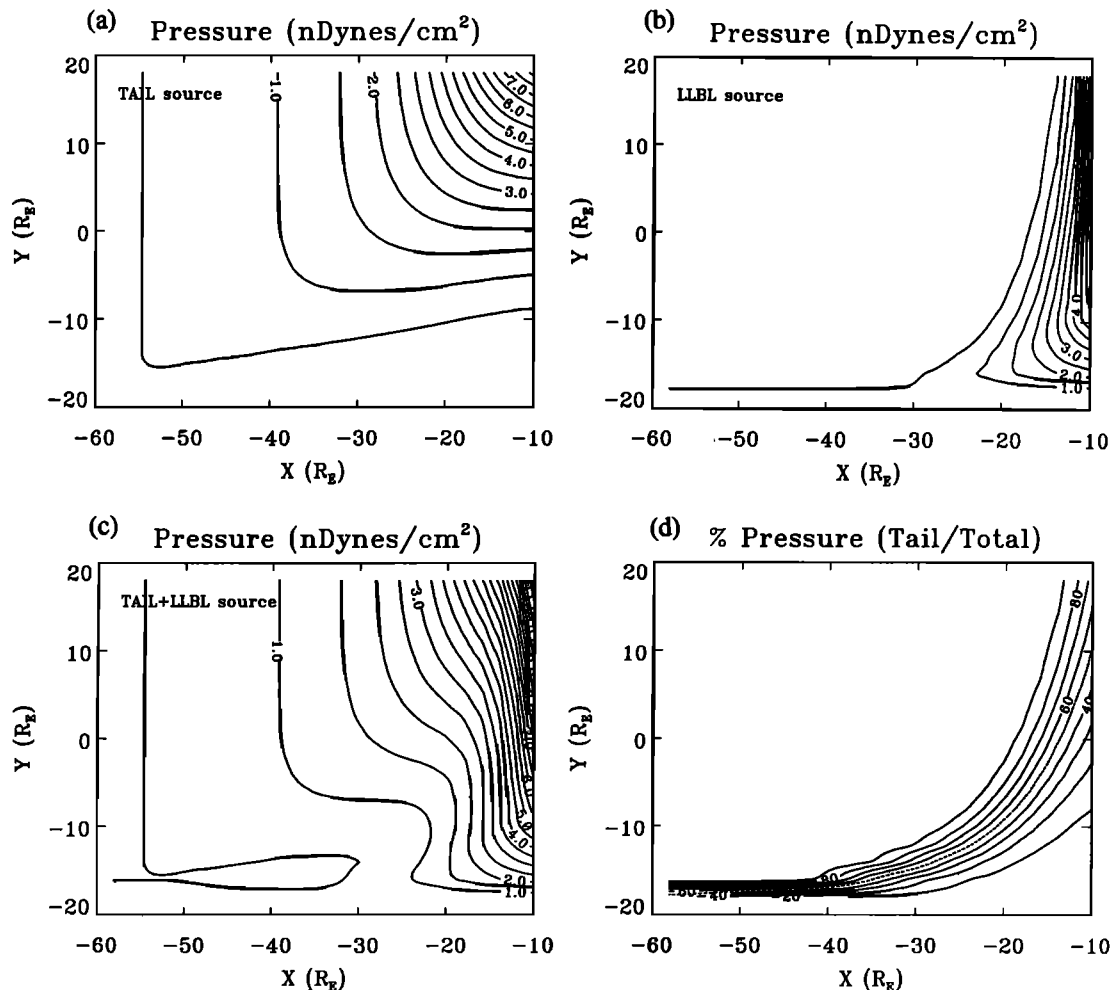 (a)
Pressure (nDynes/cm²)
TAIL source
1.0
2.0
3.0
4.0
5.0
6.0
7.0
20
10
0
−10
−20
Y (R_E)
−60 −50 −40 −30 −20 −10
X (R_E)
(b)
Pressure (nDynes/cm²)
LLBL source
4.0
3.0
2.0
1.0
20
10
0
−10
−20
Y (R_E)
−60 −50 −40 −30 −20 −10
X (R_E)
(c)
Pressure (nDynes/cm²)
TAIL+LLBL source
3.0
1.0
5.0
4.0
2.0
1.0
20
10
0
−10
−20
Y (R_E)
−60 −50 −40 −30 −20 −10
X (R_E)
(d)
% Pressure (Tail/Total)
80
60
40
80
40
20
20
10
0
−10
−20
Y (R_E)
−60 −50 −40 −30 −20 −10
X (R_E)